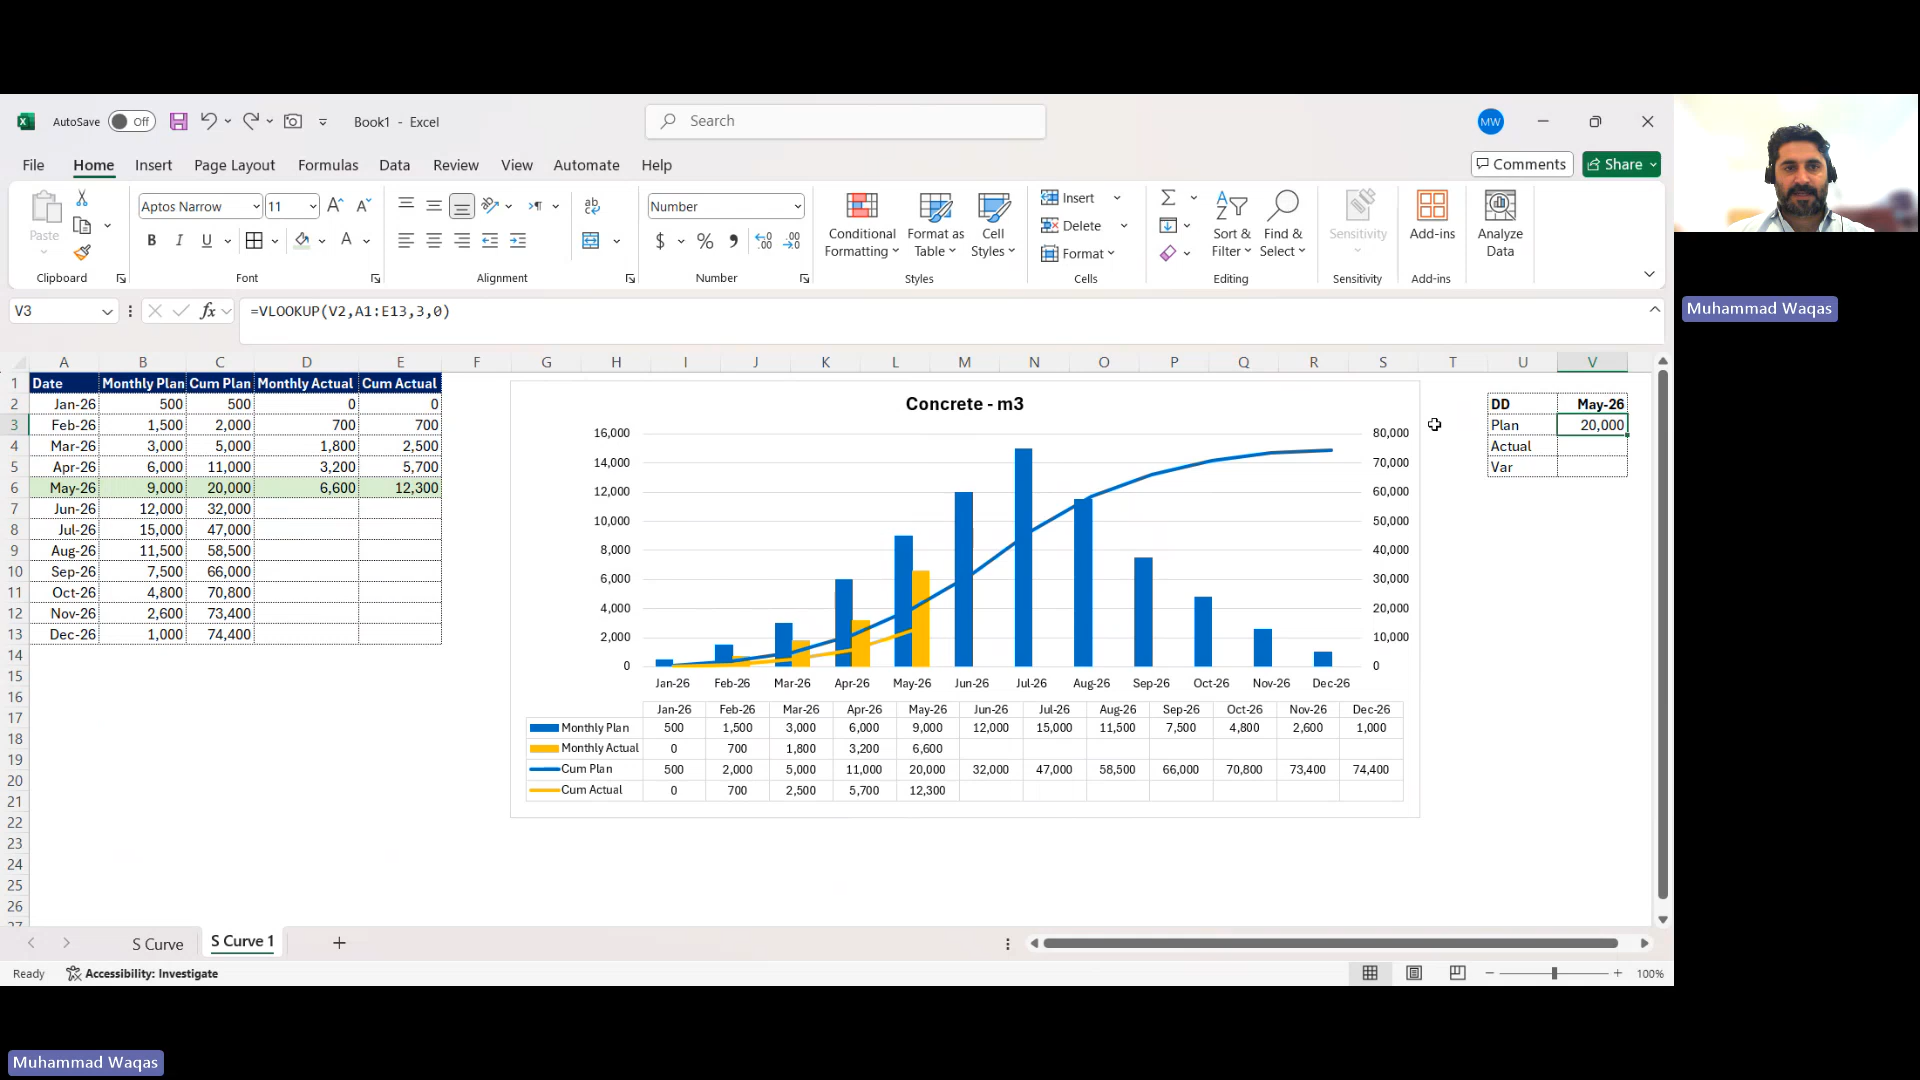 AutoSave Off Book1 - Excel Search MW
File Home Insert Page Layout Formulas Data Review View Automate Help Comments Share
Paste
Aptos Narrow 11
B I U
ab
Number
$ % 9
Conditional Formatting
Format as Table
Cell Styles
Insert
Delete
Format
Sort & Filter
Find & Select
Sensitivity
Add-ins
Analyze Data
Clipboard Font Alignment Number Styles Cells Editing Sensitivity Add-ins
V3 fx =VLOOKUP(V2,A1:E13,3,0)
A B C D E F G H I J K L M N O P Q R S T U V
1 Date Monthly Plan Cum Plan Monthly Actual Cum Actual
2 Jan-26 500 500 0 0
3 Feb-26 1,500 2,000 700 700
4 Mar-26 3,000 5,000 1,800 2,500
5 Apr-26 6,000 11,000 3,200 5,700
6 May-26 9,000 20,000 6,600 12,300
7 Jun-26 12,000 32,000
8 Jul-26 15,000 47,000
9 Aug-26 11,500 58,500
10 Sep-26 7,500 66,000
11 Oct-26 4,800 70,800
12 Nov-26 2,600 73,400
13 Dec-26 1,000 74,400
14
15
16
17
18
19
20
21
22
23
24
25
26
27
Concrete - m3
16,000 80,000
14,000 70,000
12,000 60,000
10,000 50,000
8,000 40,000
6,000 30,000
4,000 20,000
2,000 10,000
0 0
Jan-26 Feb-26 Mar-26 Apr-26 May-26 Jun-26 Jul-26 Aug-26 Sep-26 Oct-26 Nov-26 Dec-26
Jan-26 Feb-26 Mar-26 Apr-26 May-26 Jun-26 Jul-26 Aug-26 Sep-26 Oct-26 Nov-26 Dec-26
Monthly Plan 500 1,500 3,000 6,000 9,000 12,000 15,000 11,500 7,500 4,800 2,600 1,000
Monthly Actual 0 700 1,800 3,200 6,600
Cum Plan 500 2,000 5,000 11,000 20,000 32,000 47,000 58,500 66,000 70,800 73,400 74,400
Cum Actual 0 700 2,500 5,700 12,300
DD May-26
Plan 20,000
Actual
Var
S Curve S Curve 1
Ready Accessibility: Investigate 100%
Muhammad Waqas
Muhammad Waqas